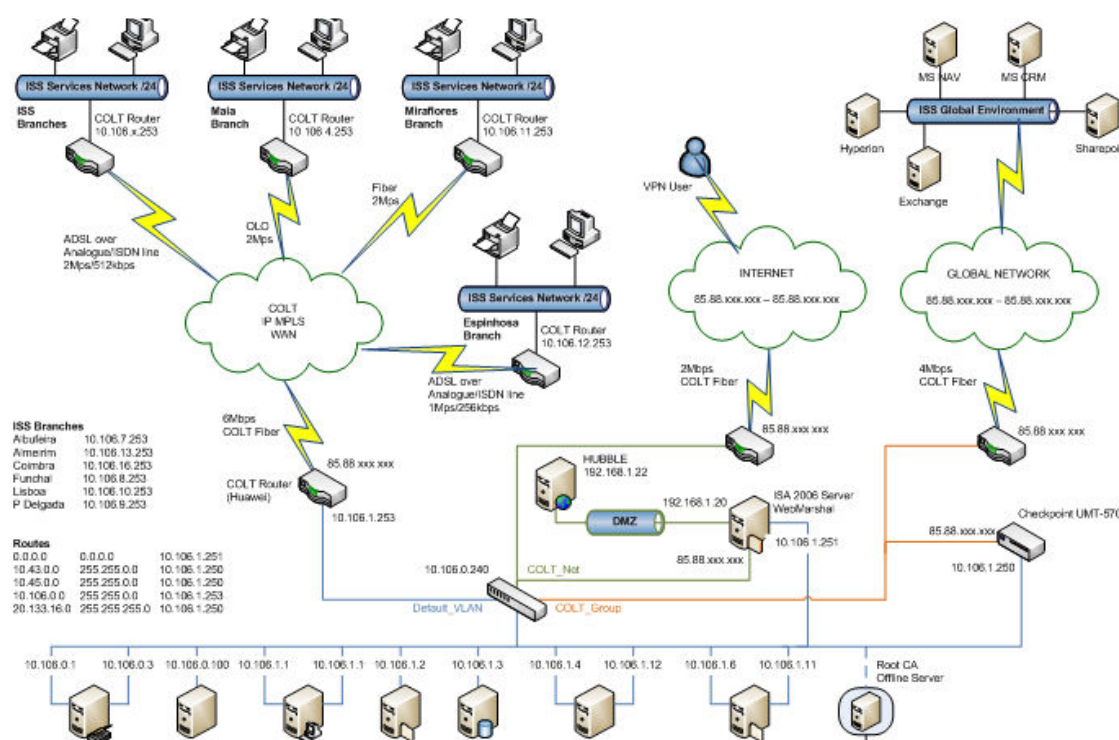 ISS Services Network /24
ISS Services Network /24
ISS Services Network /24
ISS
Branches
COLT Router
10.106.x.253
Maia
Branch
COLT Router
10.106.4.253
Miraflores
Branch
COLT Router
10.106.11.253
MS NAV
MS CRM
ISS Global Environment
Hyperion
Sharepoi
Exchange
VPN User
ADSL over
Analogue/ISDN line
2Mps/512kbps
OLO
2Mps
Fiber
2Mps
COLT
IP MPLS
WAN
ISS Services Network /24
Espinhosa
Branch
COLT Router
10.106.12.253
ADSL over
Analogue/ISDN line
1Mps/256kbps
INTERNET
85.88.xxx.xxx – 85.88.xxx.xxx
GLOBAL NETWORK
85.88.xxx.xxx – 85.88.xxx.xxx
2Mbps
COLT Fiber
4Mbps
COLT Fiber
6Mbps
COLT Fiber
85.88.xxx.xxx
85.88.xxx.xxx
85.88.xxx.xxx
COLT Router
(Huawei)
10.106.1.253
ISS Branches
Albufeira 10.106.7.253
Almeirim 10.106.13.253
Coimbra 10.106.16.253
Funchal 10.106.8.253
Lisboa 10.106.10.253
P Delgada 10.106.9.253
Routes
0.0.0.0 0.0.0.0 10.106.1.251
10.43.0.0 255.255.0.0 10.106.1.250
10.45.0.0 255.255.0.0 10.106.1.250
10.106.0.0 255.255.0.0 10.106.1.253
20.133.16.0 255.255.255.0 10.106.1.250
HUBBLE
192.168.1.22
DMZ
192.168.1.20
ISA 2006 Server
WebMarshal
10.106.1.251
85.88.xxx.xxx
Checkpoint UMT-570
85.88.xxx.xxx
10.106.1.250
10.106.0.240
COLT_Net
Default_VLAN
COLT_Group
10.106.0.1
10.106.0.3
10.106.0.100
10.106.1.1
10.106.1.1
10.106.1.2
10.106.1.3
10.106.1.4
10.106.1.12
10.106.1.6
10.106.1.11
Root CA
Offline Server